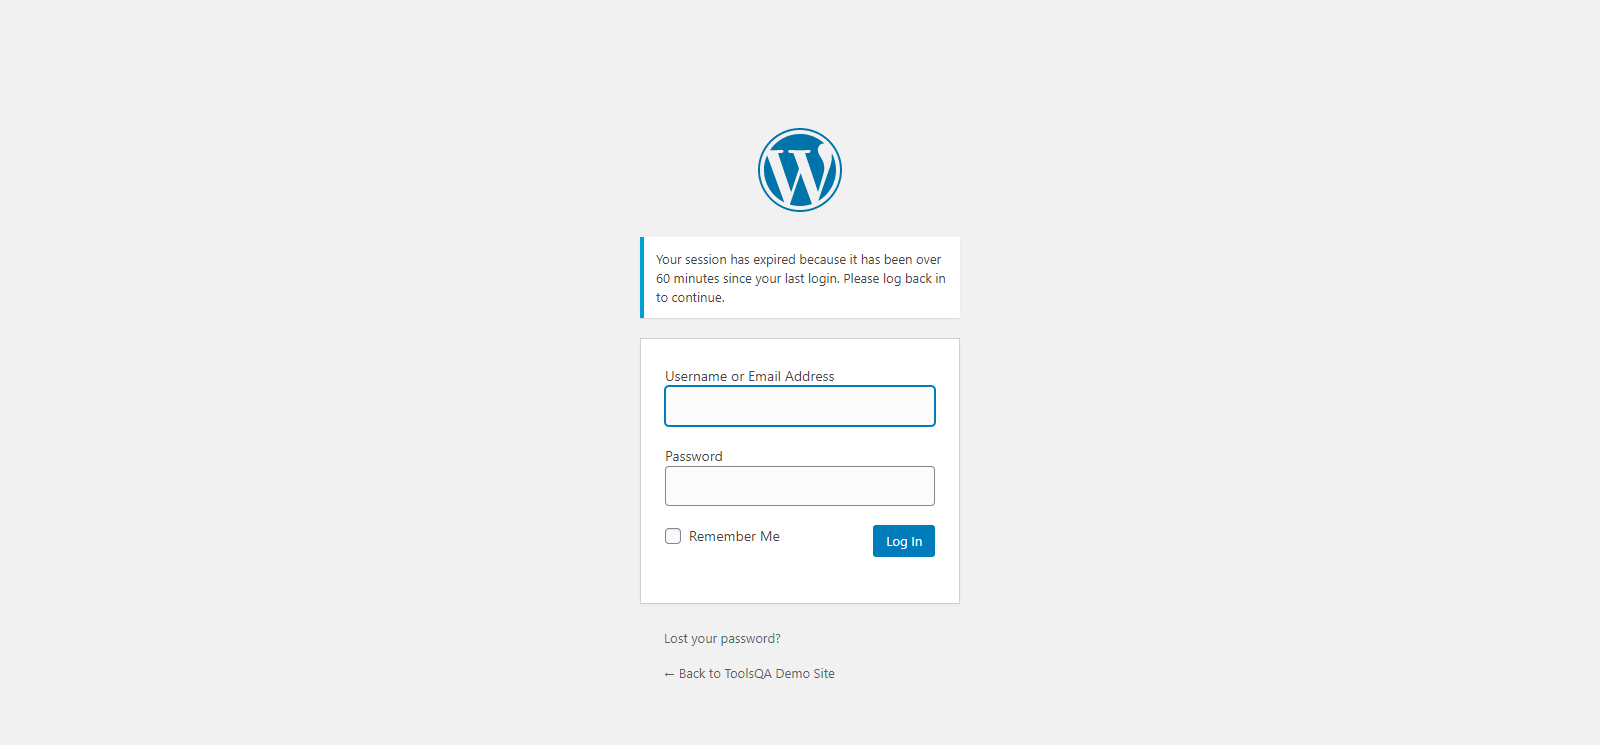 Your session has expired because it has been over
60 minutes since your last login. Please log back in
to continue.
Username or Email Address
Password
Remember Me
Log In
Lost your password?
← Back to ToolsQA Demo Site